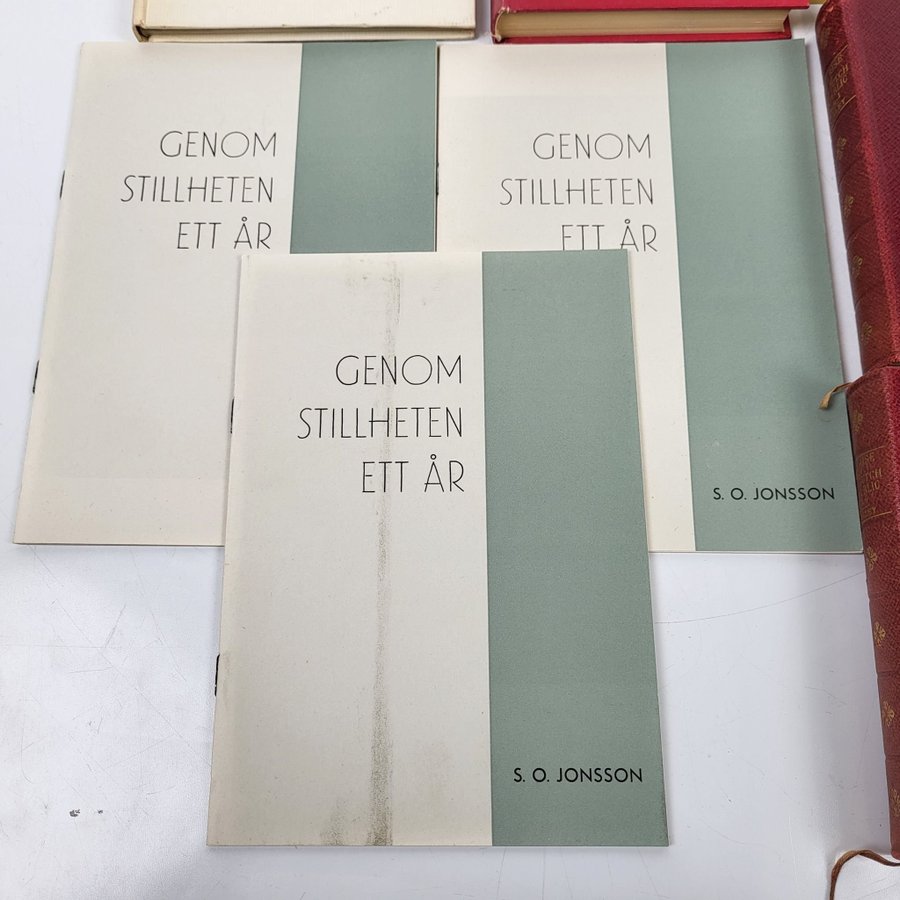 GENOM
STILLHETEN
ETT ÅR
GENOM
STILLHETEN
ETT ÅR
S. O. JONSSON
GENOM
STILLHETEN
ETT ÅR
S. O. JONSSON